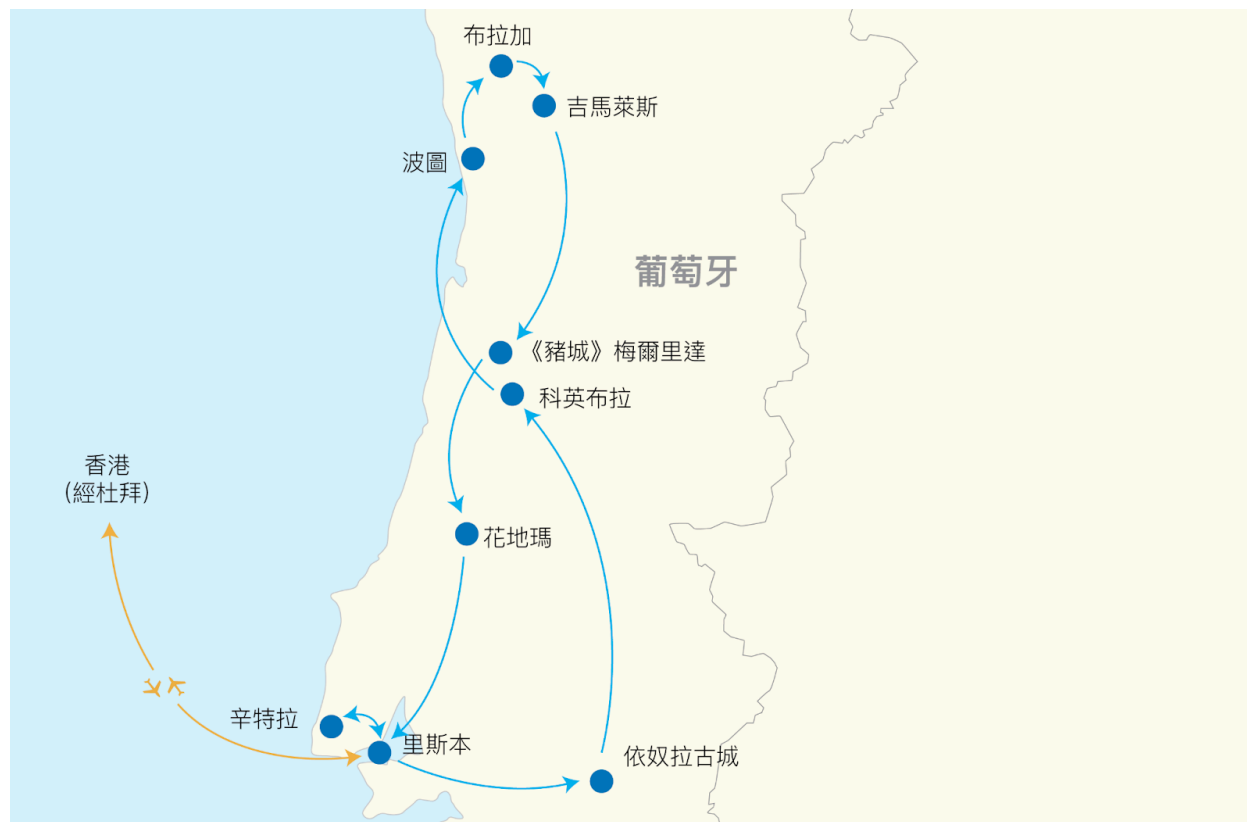 布拉加
吉馬萊斯
波圖
葡萄牙
《豬城》梅爾里達
科英布拉
香港
(經杜拜)
花地瑪
辛特拉
里斯本
依奴拉古城